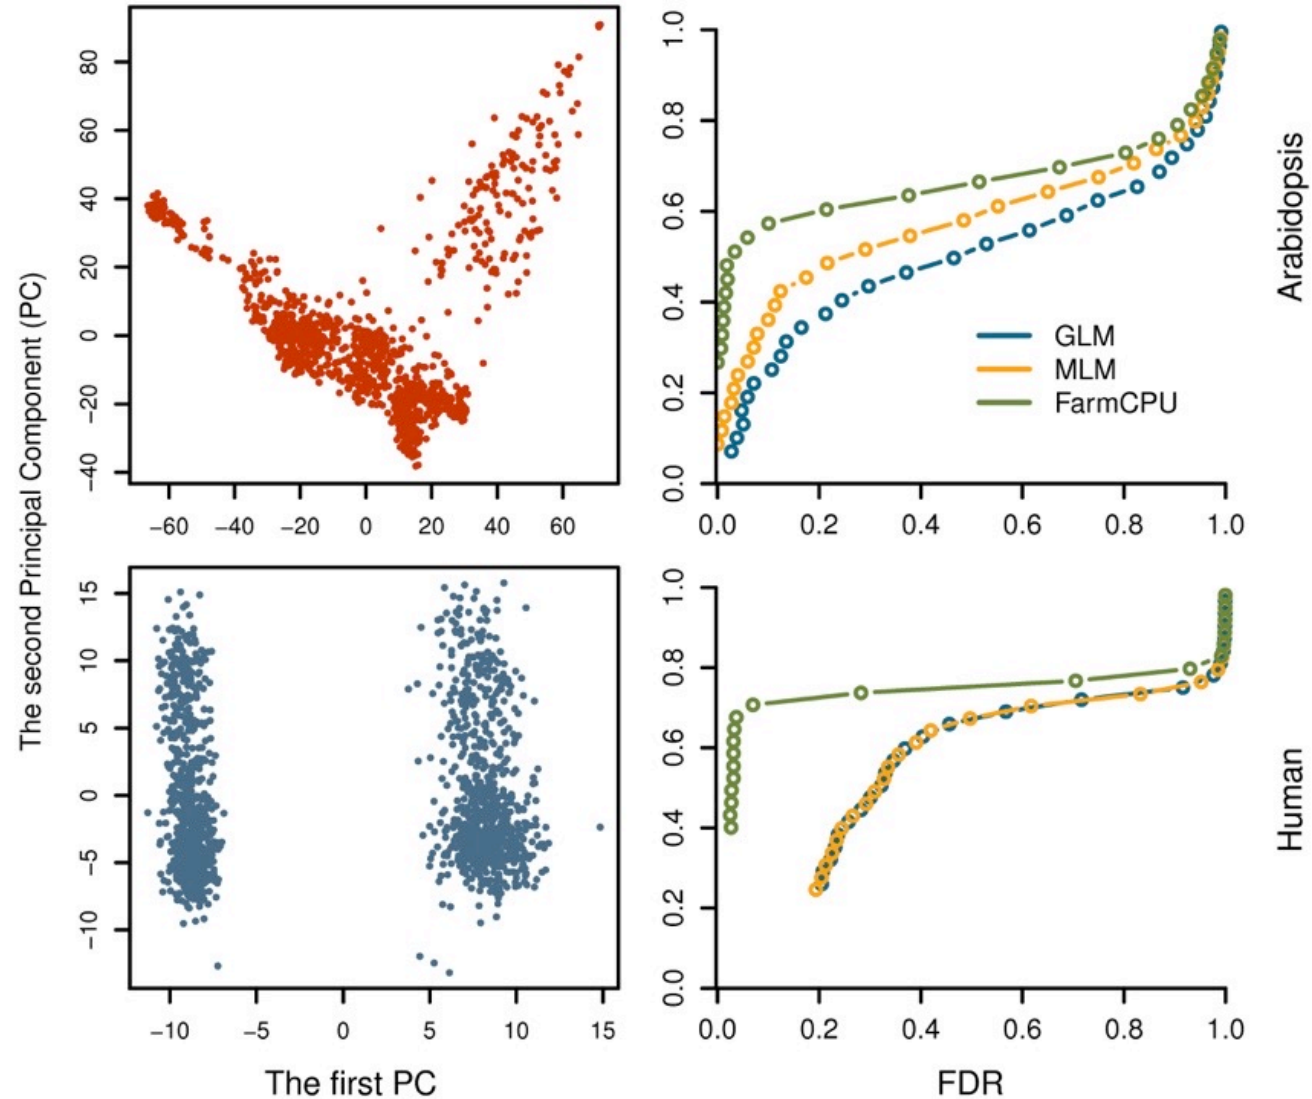 The second Principal Component (PC)
80
60
40
20
0
−20
−40
−60 −40 −20 0 20 40 60
1.0
0.8
0.6
0.4
0.2
0.0
GLM
MLM
FarmCPU
0.0 0.2 0.4 0.6 0.8 1.0
Arabidopsis
15
10
5
0
−5
−10
−10 −5 0 5 10 15
The first PC
1.0
0.8
0.6
0.4
0.2
0.0
0.0 0.2 0.4 0.6 0.8 1.0
FDR
Human